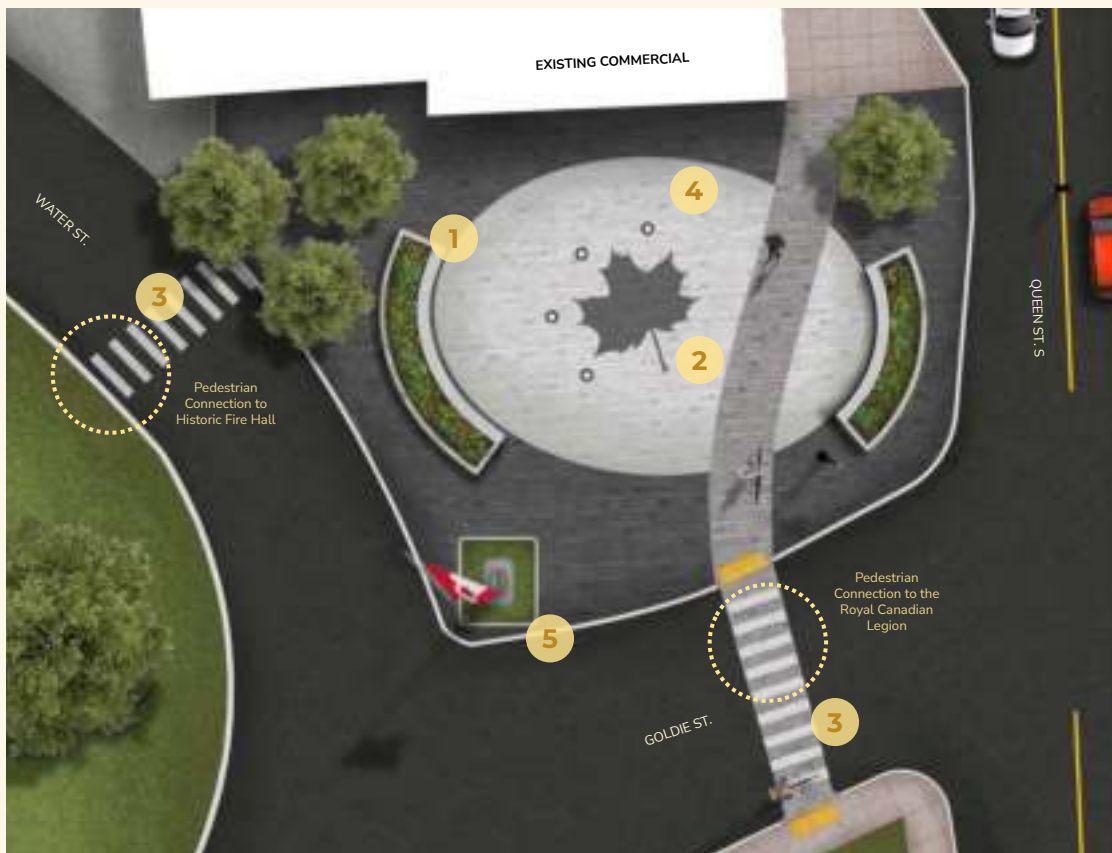 EXISTING COMMERCIAL
WATER ST.
4
1
3
QUEEN ST. S
2
Pedestrian
Connection to
Historic Fire Hall
Pedestrian
Connection to the
Royal Canadian
Legion
5
3
GOLDIE ST.